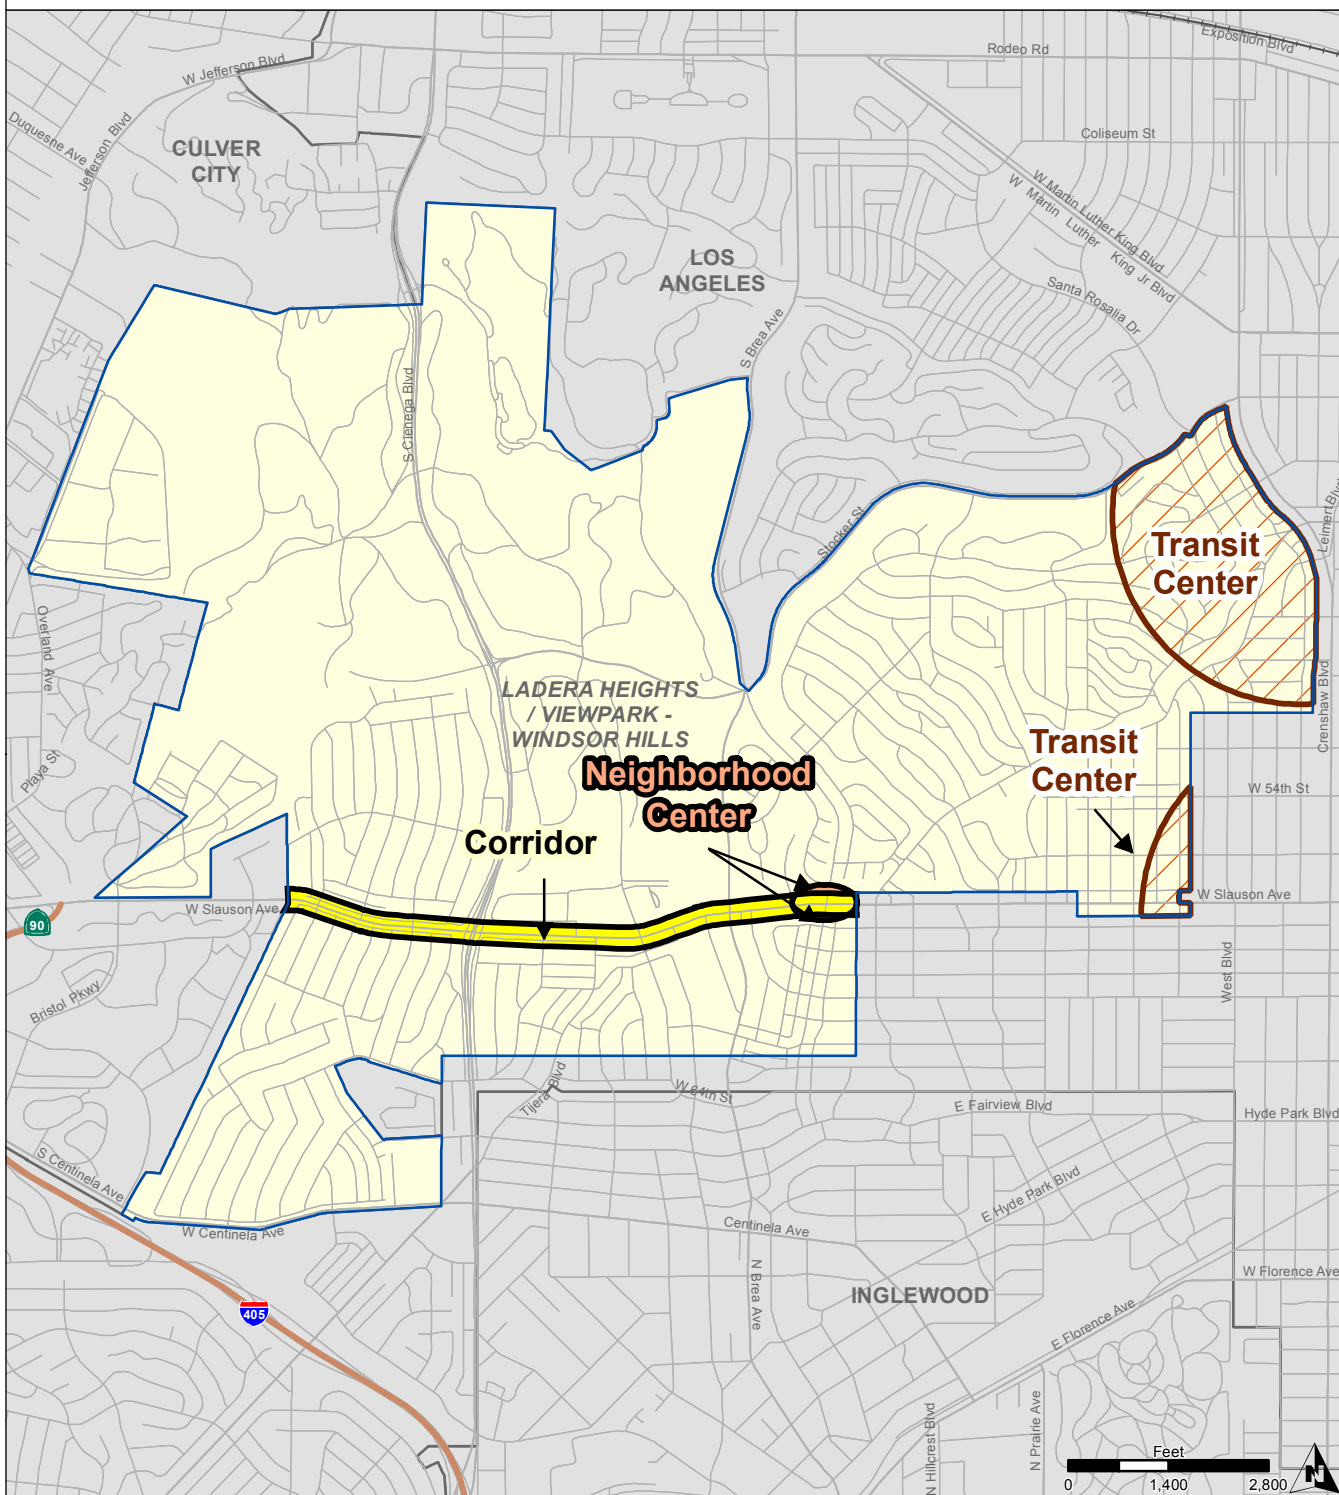 Exposition Blvd
Rodeo Rd
W Jefferson Blvd
Duquesne Ave
Jefferson Blvd
Coliseum St
CULVER
CITY
W Martin Luther King Blvd
W Martin Luther King Jr Blvd
LOS
ANGELES
Santa Rosalia Dr
S Brea Ave
S Cienega Blvd
Leimert Blvd
Stocker St
Transit
Center
Overland Ave
LADERA HEIGHTS
/ VIEWPARK -
WINDSOR HILLS
Crenshaw Blvd
Transit
Center
Playa St
Neighborhood
Center
W 54th St
Corridor
W Slauson Ave
W Slauson Ave
90
West Blvd
Bristol Pkwy
Tijera Blvd
W 64th St
E Fairview Blvd
Hyde Park Blvd
S Centinela Ave
E Hyde Park Blvd
W Centinela Ave
Centinela Ave
N Brea Ave
W Florence Ave
INGLEWOOD
405
E Florence Ave
N Hillcrest Blvd
N Prairie Ave
Feet
0 1,400 2,800
N